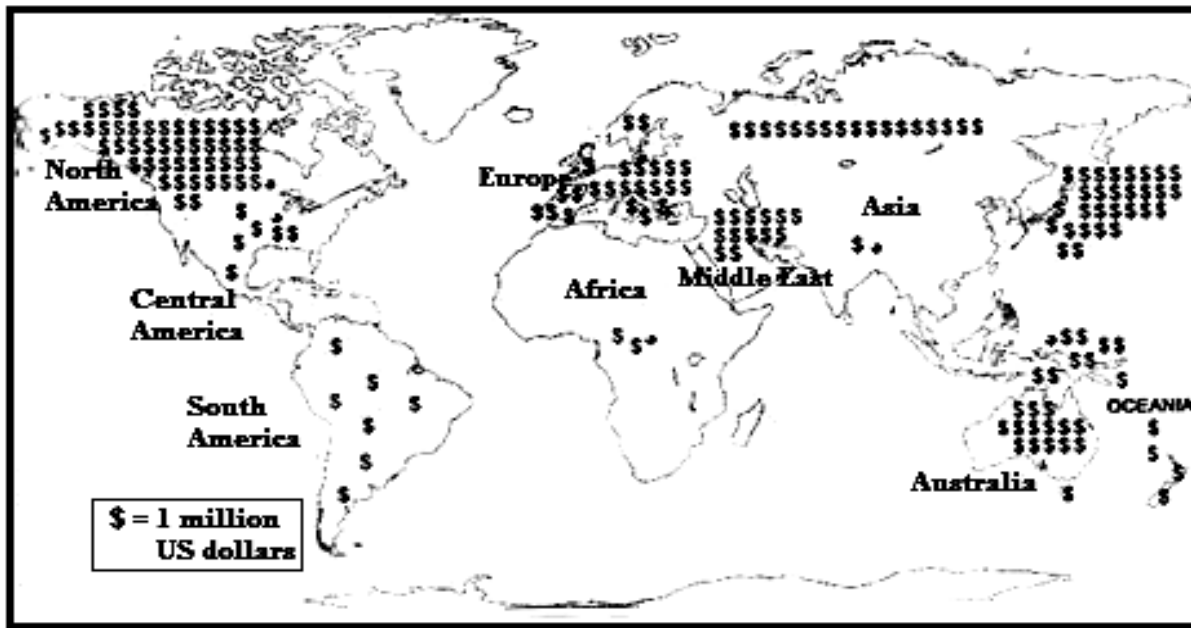 North
America
Europe
Asia
Africa
Middle East
Central
America
South
America
OCEANIA
Australia
$ = 1 million
US dollars